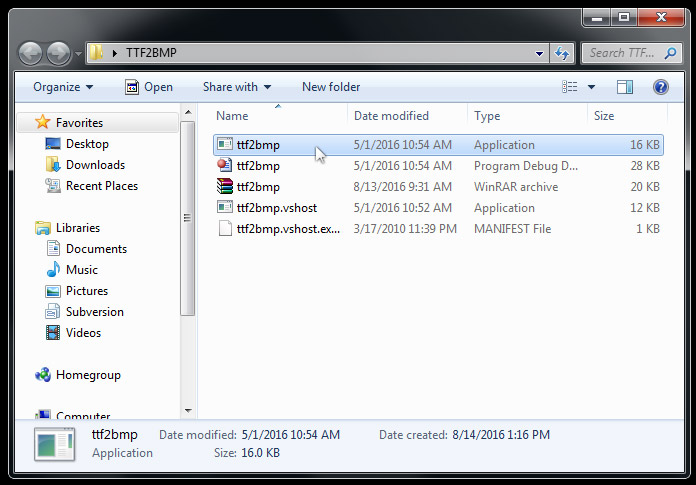 TTF2BMP Search TTF...
Organize Open Share with New folder
Name Date modified Type Size
Favorites
Desktop
Downloads
Recent Places
Libraries
Documents
Music
Pictures
Subversion
Videos
Homegroup
Computer
ttf2bmp 5/1/2016 10:54 AM Application 16 KB
ttf2bmp 5/1/2016 10:54 AM Program Debug D... 28 KB
ttf2bmp 8/13/2016 9:31 AM WinRAR archive 20 KB
ttf2bmp.vshost 5/1/2016 10:52 AM Application 12 KB
ttf2bmp.vshost.ex... 3/17/2010 11:39 PM MANIFEST File 1 KB
ttf2bmp Date modified: 5/1/2016 10:54 AM Date created: 8/14/2016 1:16 PM
Application Size: 16.0 KB